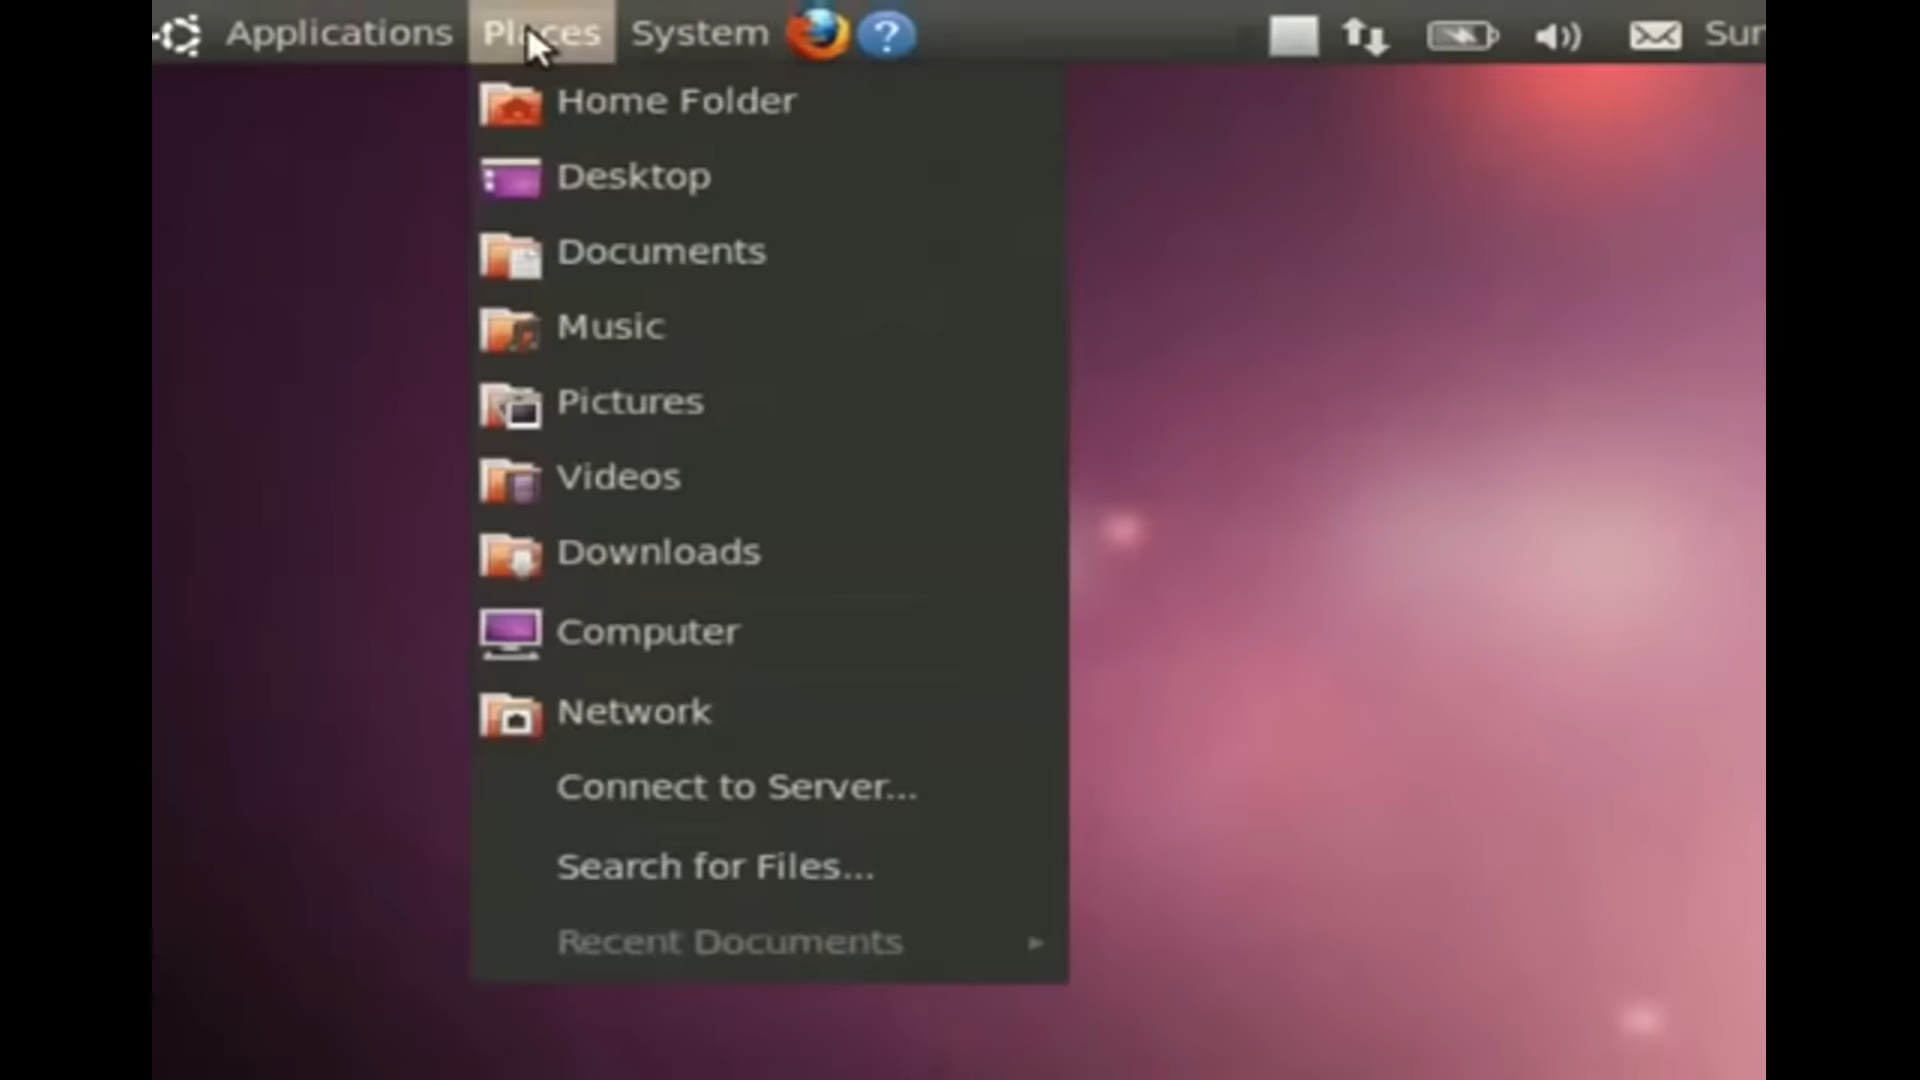 Applications Places System
Home Folder
Desktop
Documents
Music
Pictures
Videos
Downloads
Computer
Network
Connect to Server...
Search for Files...
Recent Documents